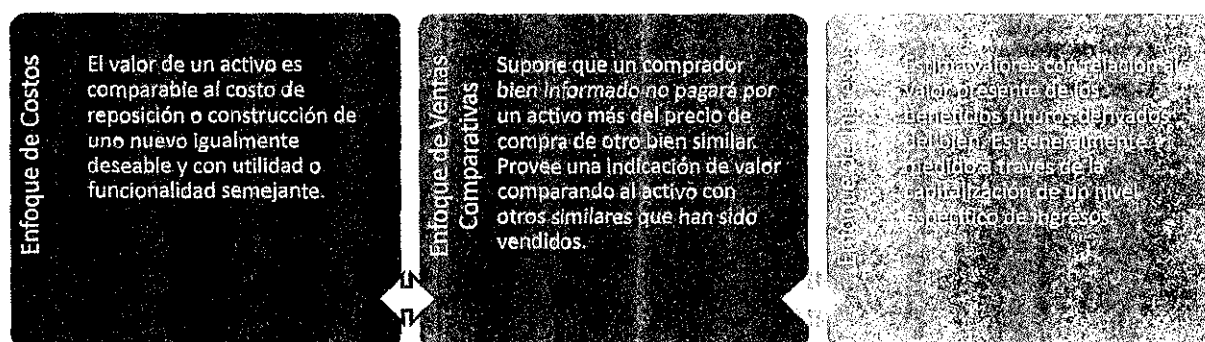 Enfoque de Costos
El valor de un activo es
comparable al costo de
reposición o construcción de
uno nuevo igualmente
deseable y con utilidad o
funcionalidad semejante.
Enfoque de Ventas
Comparativas
Supone que un comprador
bien informado no pagará por
un activo más del precio de
compra de otro bien similar.
Provee una indicación de valor
comparando al activo con
otros similares que han sido
vendidos.
Enfoque de Ingresos
Estima valores con relación al
valor presente de los
beneficios futuros derivados
del bien. Es generalmente
medido a través de la
capitalización de un nivel
específico de ingresos